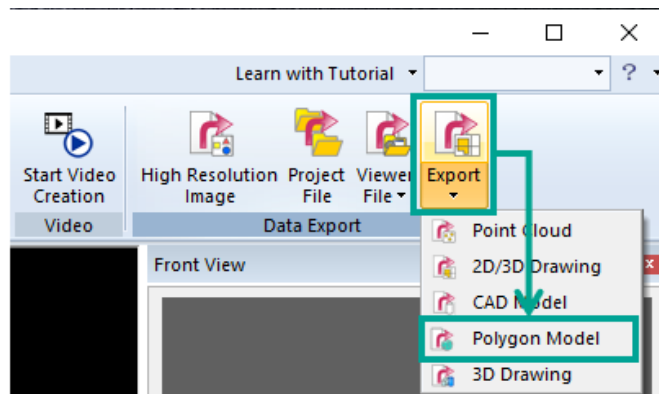 Learn with Tutorial
?
Start Video
Creation
High Resolution
Image
Project
File
Viewer
File
Export
Video
Data Export
Front View
Point Cloud
2D/3D Drawing
CAD Model
Polygon Model
3D Drawing